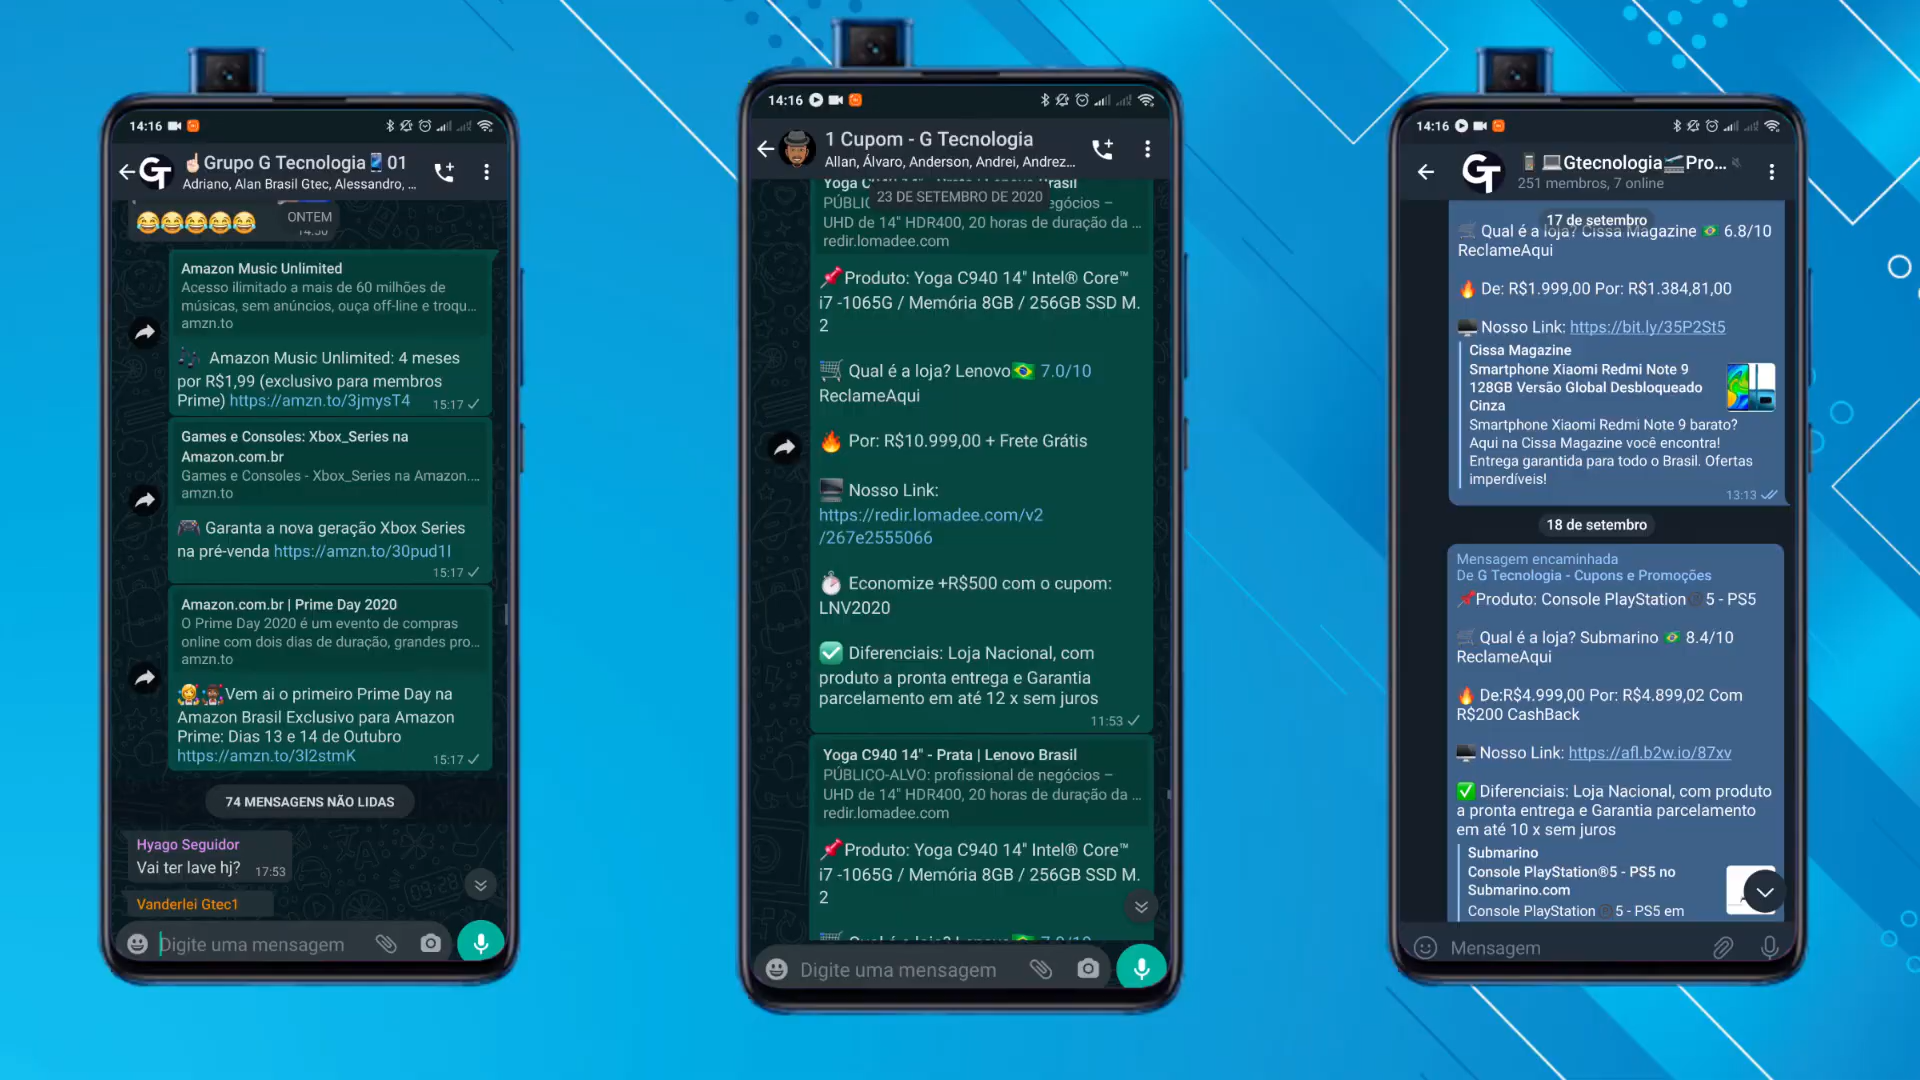 14:16
Grupo G Tecnologia 01
Adriano, Alan Brasil Gtec, Alessandro, ...
ONTEM
Amazon Music Unlimited
Acesso ilimitado a mais de 60 milhões de
músicas, sem anúncios, ouça off-line e troqu...
amzn.to
Amazon Music Unlimited: 4 meses
por R$1,99 (exclusivo para membros
Prime) https://amzn.to/3jmysT4 15:17
Games e Consoles: Xbox_Series na
Amazon.com.br
Games e Consoles - Xbox_Series na Amazon....
amzn.to
Garanta a nova geração Xbox Series
na pré-venda https://amzn.to/30pud1I
15:17
Amazon.com.br | Prime Day 2020
O Prime Day 2020 é um evento de compras
online com dois dias de duração, grandes pro...
amzn.to
Vem ai o primeiro Prime Day na
Amazon Brasil Exclusivo para Amazon
Prime: Dias 13 e 14 de Outubro
https://amzn.to/3l2stmK 15:17
74 MENSAGENS NÃO LIDAS
Hyago Seguidor
Vai ter lave hj? 17:53
Vanderlei Gtec1
Digite uma mensagem
14:16
1 Cupom - G Tecnologia
Allan, Álvaro, Anderson, Andrei, Andrez...
23 DE SETEMBRO DE 2020
UHD de 14" HDR400, 20 horas de duração da ...
redir.lomadee.com
Produto: Yoga C940 14" Intel® Core™
i7 -1065G / Memória 8GB / 256GB SSD M.
2
Qual é a loja? Lenovo 7.0/10
ReclameAqui
Por: R$10.999,00 + Frete Grátis
Nosso Link:
https://redir.lomadee.com/v2
/267e2555066
Economize +R$500 com o cupom:
LNV2020
Diferenciais: Loja Nacional, com
produto a pronta entrega e Garantia
parcelamento em até 12 x sem juros
11:53
Yoga C940 14" - Prata | Lenovo Brasil
PÚBLICO-ALVO: profissional de negócios –
UHD de 14" HDR400, 20 horas de duração da ...
redir.lomadee.com
Produto: Yoga C940 14" Intel® Core™
i7 -1065G / Memória 8GB / 256GB SSD M.
2
Digite uma mensagem
14:16
GT
Gtecnologia Pro...
251 membros, 7 online
17 de setembro
Qual é a loja? Cissa Magazine 6.8/10
ReclameAqui
De: R$1.999,00 Por: R$1.384,81,00
Nosso Link: https://bit.ly/35P2St5
Cissa Magazine
Smartphone Xiaomi Redmi Note 9
128GB Versão Global Desbloqueado
Cinza
Smartphone Xiaomi Redmi Note 9 barato?
Aqui na Cissa Magazine você encontra!
Entrega garantida para todo o Brasil. Ofertas
imperdíveis!
13:13
18 de setembro
Mensagem encaminhada
De G Tecnologia - Cupons e Promoções
Produto: Console PlayStation®5 - PS5
Qual é a loja? Submarino 8.4/10
ReclameAqui
De:R$4.999,00 Por: R$4.899,02 Com
R$200 CashBack
Nosso Link: https://afl.b2w.io/87xv
Diferenciais: Loja Nacional, com produto
a pronta entrega e Garantia parcelamento
em até 10 x sem juros
Submarino
Console PlayStation®5 - PS5 no
Submarino.com
Console PlayStation®5 - PS5 em
Mensagem